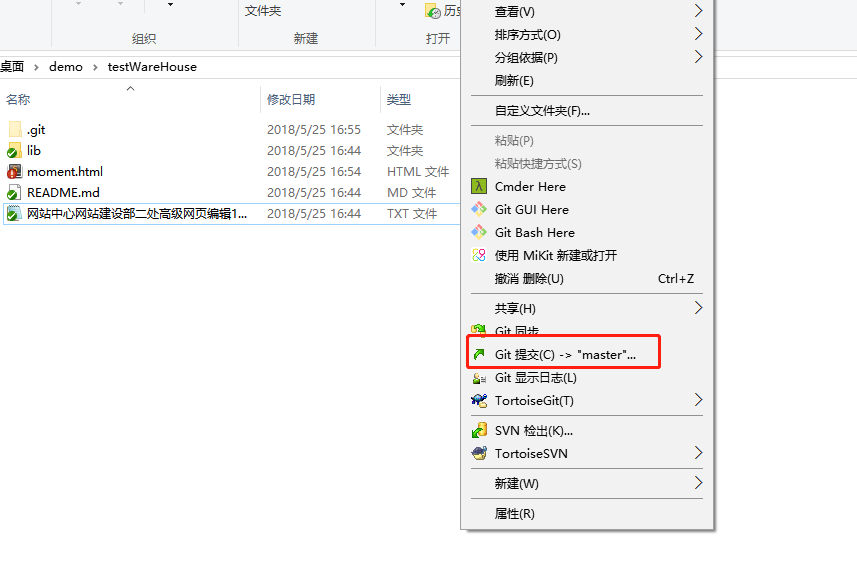 文件夹
历史
组织
新建
打开
桌面 > demo > testWareHouse
名称 修改日期 类型
.git 2018/5/25 16:55 文件夹
lib 2018/5/25 16:44 文件夹
moment.html 2018/5/25 16:54 HTML 文件
README.md 2018/5/25 16:44 MD 文件
网站中心网站建设部二处高级网页编辑1... 2018/5/25 16:44 TXT 文件
查看(V)
排序方式(O)
分组依据(P)
刷新(E)
自定义文件夹(F)...
粘贴(P)
粘贴快捷方式(S)
Cmder Here
Git GUI Here
Git Bash Here
使用 MiKit 新建或打开
撤消 删除(U) Ctrl+Z
共享(H)
Git 同步
Git 提交(C) -> "master"...
Git 显示日志(L)
TortoiseGit(T)
SVN 检出(K)...
TortoiseSVN
新建(W)
属性(R)